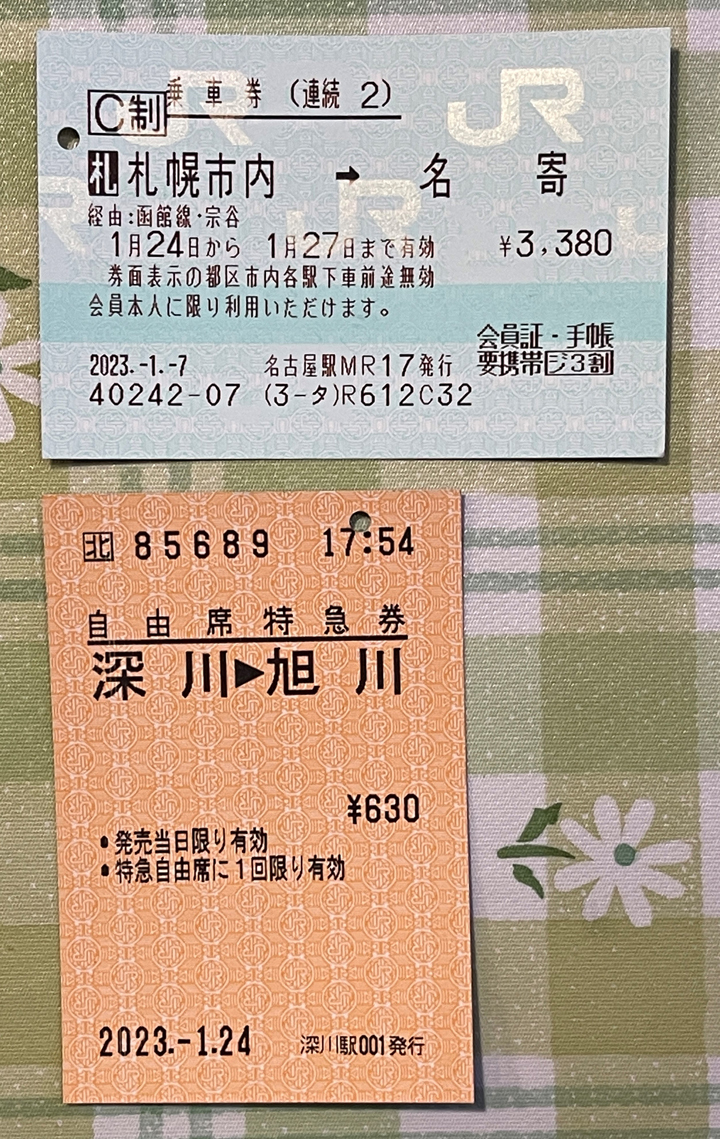 C制 乗車券 (連続 2)
札 札幌市内 → 名寄
経由:函館線・宗谷
1月24日から 1月27日まで有効 ¥3,380
券面表示の都区市内各駅下車前途無効
会員本人に限り利用いただけます。
会員証・手帳
要携帯 ジ3割
2023.-1.-7 名古屋駅MR17発行
40242-07 (3-タ)R612C32
北 85689 17:54
自由席特急券
深川▶旭川
¥630
•発売当日限り有効
•特急自由席に1回限り有効
2023.-1.24 深川駅001発行